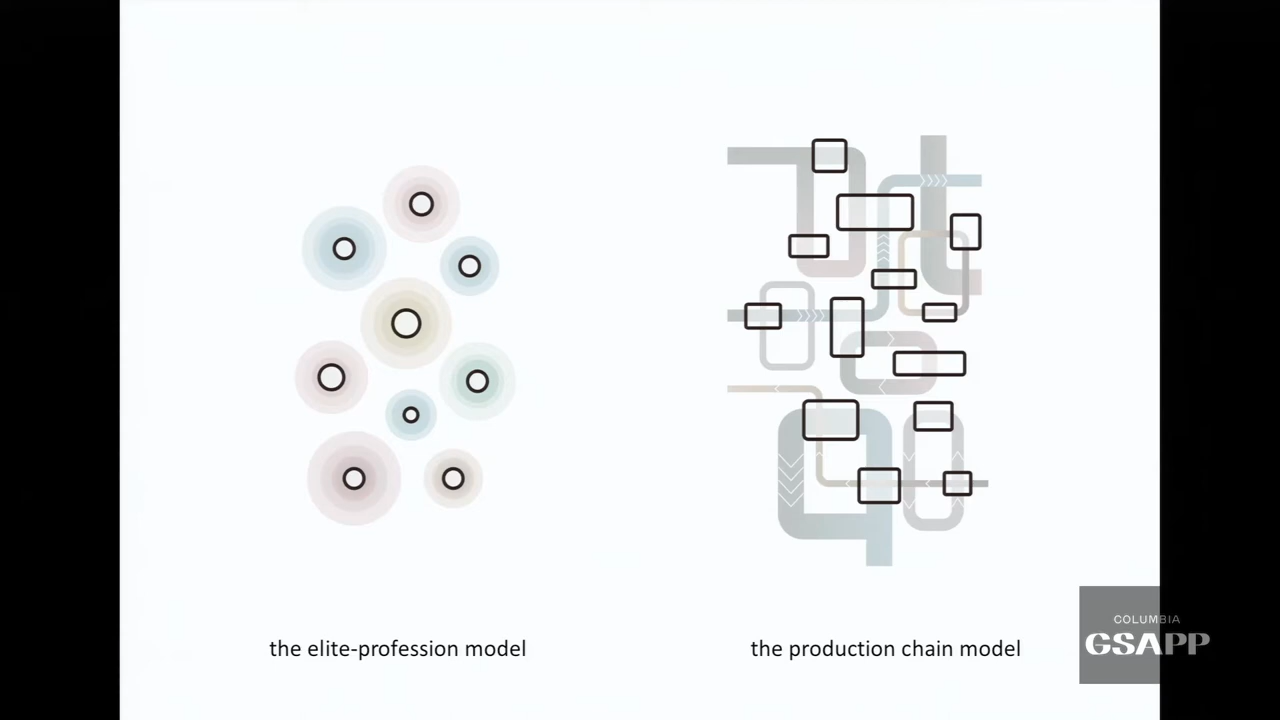 the elite-profession model
the production chain model
COLUMBIA
GSAPP